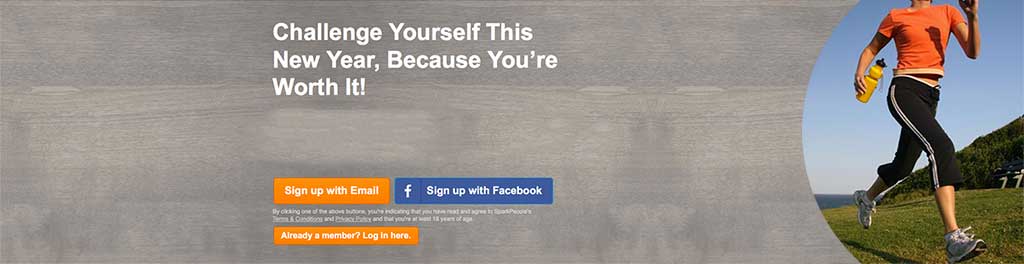 Challenge Yourself This
New Year, Because You're
Worth It!
Sign up with Email
f Sign up with Facebook
By clicking one of the above buttons, you're indicating that you have read and agree to SparkPeople's
Terms & Conditions and Privacy Policy and that you're at least 18 years of age.
Already a member? Log in here.